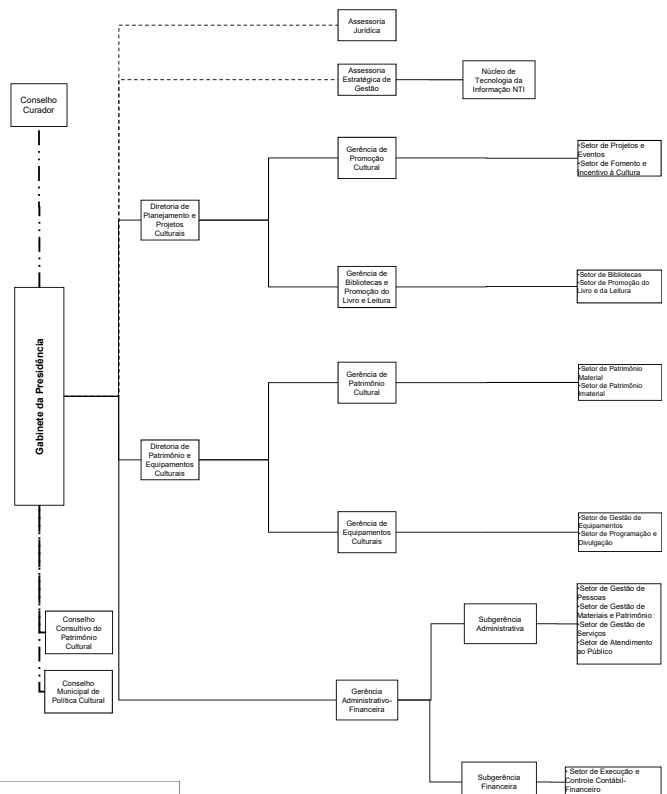 Assessoria
Jurídica
Assessoria
Estratégica de
Gestão
Núcleo de
Tecnologia da
Informação NTI
Conselho
Curador
Gerência de
Promoção
Cultural
•Setor de Projetos e
Eventos
•Setor de Fomento e
Incentivo à Cultura
Diretoria de
Planejamento e
Projetos
Culturais
Gerência de
Bibliotecas e
Promoção do
Livro e Leitura
•Setor de Bibliotecas
•Setor de Promoção do
Livro e da Leitura
Gabinete da Presidência
Gerência de
Patrimônio
Cultural
•Setor de Patrimônio
Material
•Setor de Patrimônio
Imaterial
Diretoria de
Patrimônio e
Equipamentos
Culturais
Gerência de
Equipamentos
Culturais
•Setor de Gestão de
Equipamentos
•Setor de Programação e
Divulgação
Conselho
Consultivo do
Patrimônio
Cultural
Subgerência
Administrativa
•Setor de Gestão de
Pessoas
•Setor de Gestão de
Materiais e Patrimônio
•Setor de Gestão de
Serviços
•Setor de Atendimento
ao Público
Conselho
Municipal de
Política Cultural
Gerência
Administrativo-
Financeira
Subgerência
Financeira
• Setor de Execução e
Controle Contábil-
Financeiro